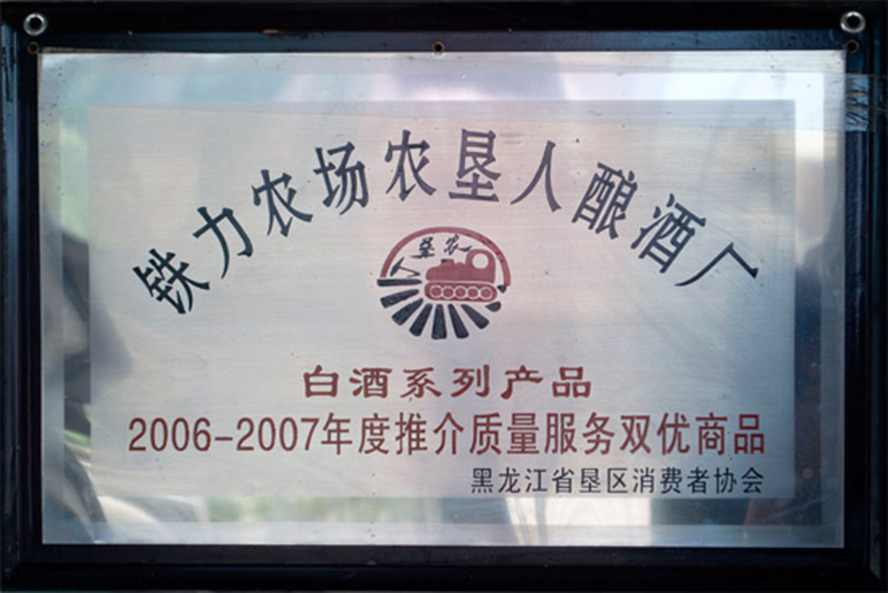 铁力农场农垦人酿酒厂
垦农
白酒系列产品
2006-2007年度推介质量服务双优商品
黑龙江省垦区消费者协会